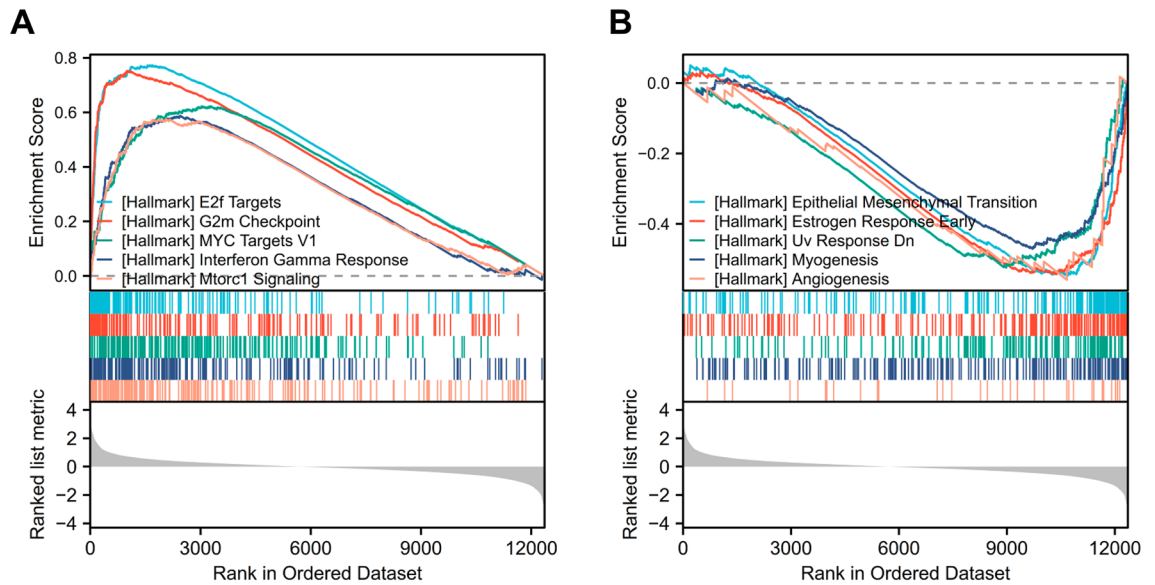 A
Enrichment Score
0.8
0.6
0.4
0.2
0.0
[Hallmark] E2f Targets
[Hallmark] G2m Checkpoint
[Hallmark] MYC Targets V1
[Hallmark] Interferon Gamma Response
[Hallmark] Mtorc1 Signaling
Ranked list metric
4
2
0
−2
−4
0 3000 6000 9000 12000
Rank in Ordered Dataset
B
Enrichment Score
0.0
−0.2
−0.4
[Hallmark] Epithelial Mesenchymal Transition
[Hallmark] Estrogen Response Early
[Hallmark] Uv Response Dn
[Hallmark] Myogenesis
[Hallmark] Angiogenesis
Ranked list metric
4
2
0
−2
−4
0 3000 6000 9000 12000
Rank in Ordered Dataset